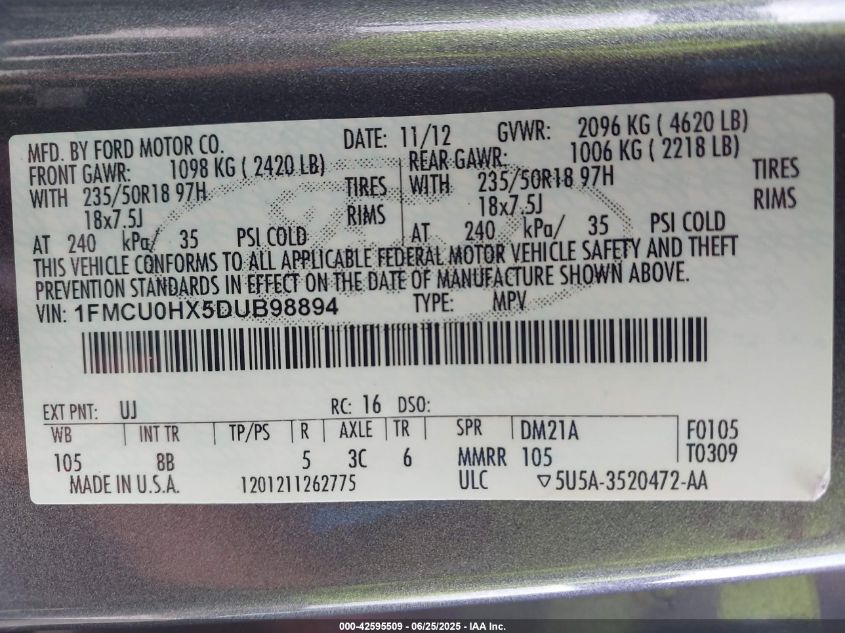 MFD. BY FORD MOTOR CO. DATE: 11/12 GVWR: 2096 KG ( 4620 LB)
FRONT GAWR: 1098 KG ( 2420 LB) REAR GAWR: 1006 KG ( 2218 LB)
WITH 235/50R18 97H TIRES WITH 235/50R18 97H TIRES
18x7.5J RIMS 18x7.5J RIMS
AT 240 kPa/ 35 PSI COLD AT 240 kPa/ 35 PSI COLD
THIS VEHICLE CONFORMS TO ALL APPLICABLE FEDERAL MOTOR VEHICLE SAFETY AND THEFT
PREVENTION STANDARDS IN EFFECT ON THE DATE OF MANUFACTURE SHOWN ABOVE.
VIN: 1FMCU0HX5DUB98894 TYPE: MPV
EXT PNT: UJ RC: 16 DSO:
WB INT TR TP/PS R AXLE TR SPR DM21A F0105
105 8B 5 3C 6 MMRR 105 T0309
MADE IN U.S.A. 1201211262775 ULC ▽5U5A-3520472-AA
000-42595509 - 06/25/2025 - IAA Inc.